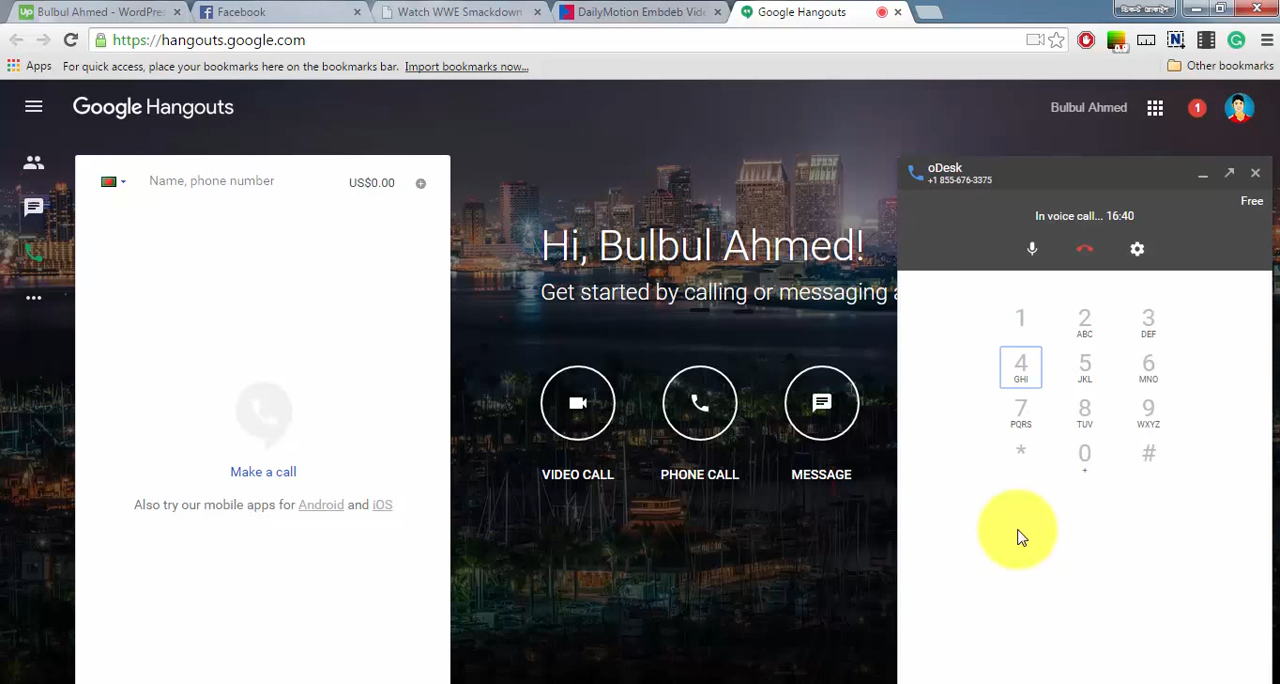 Bulbul Ahmed - WordPres
Facebook
Watch WWE Smackdown
DailyMotion Embdeb Vide
Google Hangouts
https://hangouts.google.com
Apps
For quick access, place your bookmarks here on the bookmarks bar.
Import bookmarks now...
Other bookmarks
Google Hangouts
Bulbul Ahmed
1
Name, phone number
US$0.00
Make a call
Also try our mobile apps for Android and iOS
Hi, Bulbul Ahmed!
Get started by calling or messaging a
VIDEO CALL
PHONE CALL
MESSAGE
oDesk
+1 855-676-3375
Free
In voice call... 16:40
1
2
ABC
3
DEF
4
GHI
5
JKL
6
MNO
7
PQRS
8
TUV
9
WXYZ
*
0
+
#